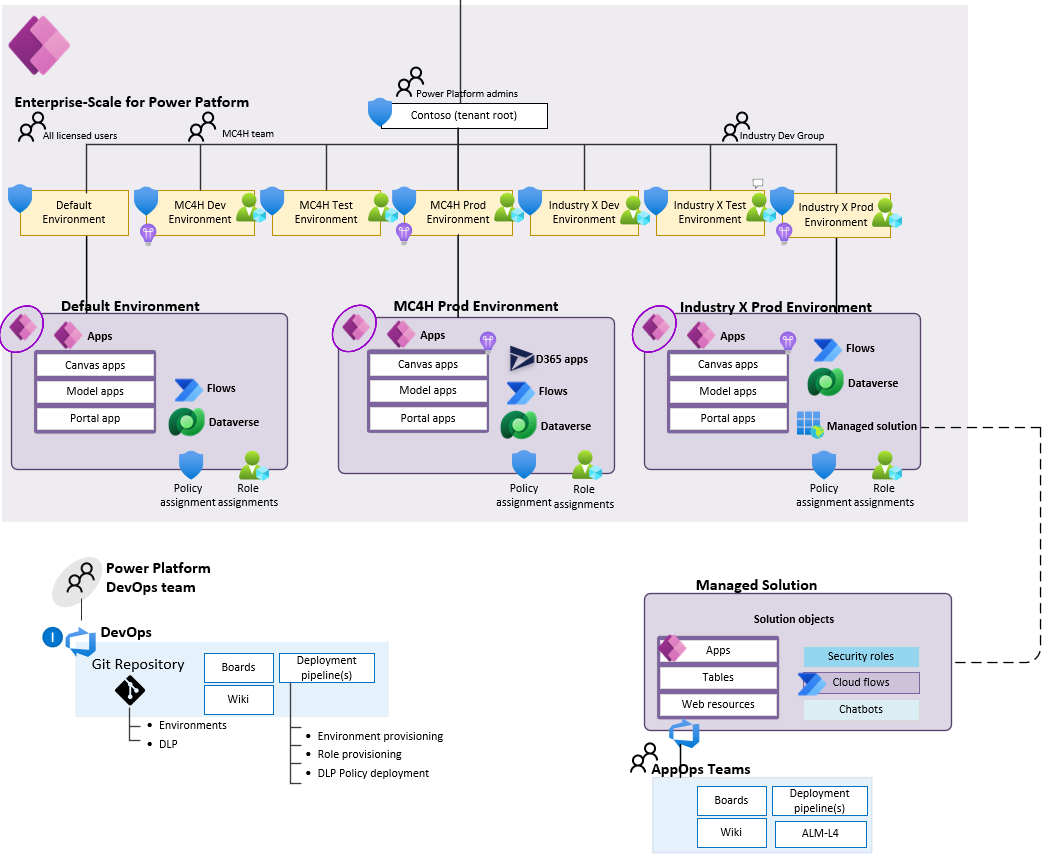 Enterprise-Scale for Power Patform
Power Platform admins
Contoso (tenant root)
All licensed users
MC4H team
Industry Dev Group
Default
Environment
MC4H Dev
Environment
MC4H Test
Environment
MC4H Prod
Environment
Industry X Dev
Environment
Industry X Test
Environment
Industry X Prod
Environment
Default Environment
Apps
Canvas apps
Model apps
Portal app
Flows
Dataverse
Policy
assignment
Role
assignments
MC4H Prod Environment
Apps
Canvas apps
Model apps
Portal apps
D365 apps
Flows
Dataverse
Policy
assignment
Role
assignments
Industry X Prod Environment
Apps
Canvas apps
Model apps
Portal apps
Flows
Dataverse
Managed solution
Policy
assignment
Role
assignments
Power Platform
DevOps team
I
DevOps
Git Repository
Boards
Wiki
Deployment
pipeline(s)
• Environments
• DLP
• Environment provisioning
• Role provisioning
• DLP Policy deployment
Managed Solution
Solution objects
Apps
Tables
Web resources
Security roles
Cloud flows
Chatbots
AppOps Teams
Boards
Wiki
Deployment
pipeline(s)
ALM-L4